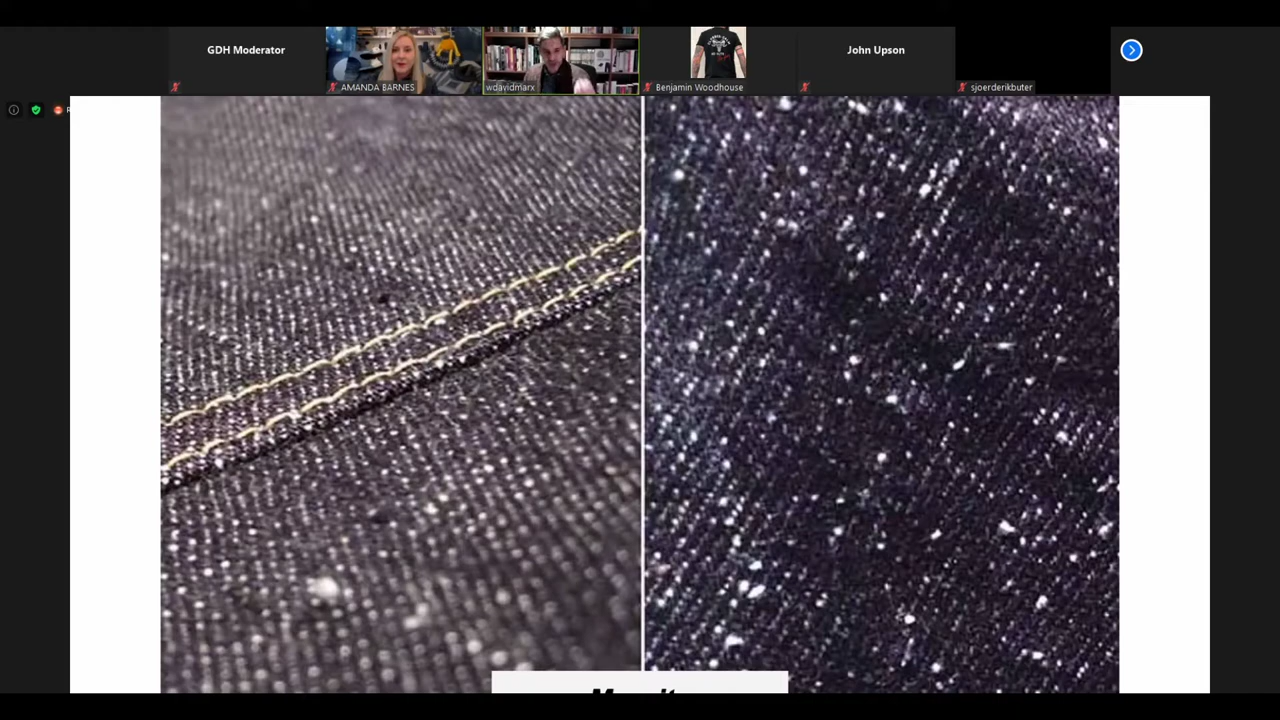 GDH Moderator
AMANDA BARNES
wdavidmarx
Benjamin Woodhouse
John Upson
sjoerderikbuter
R